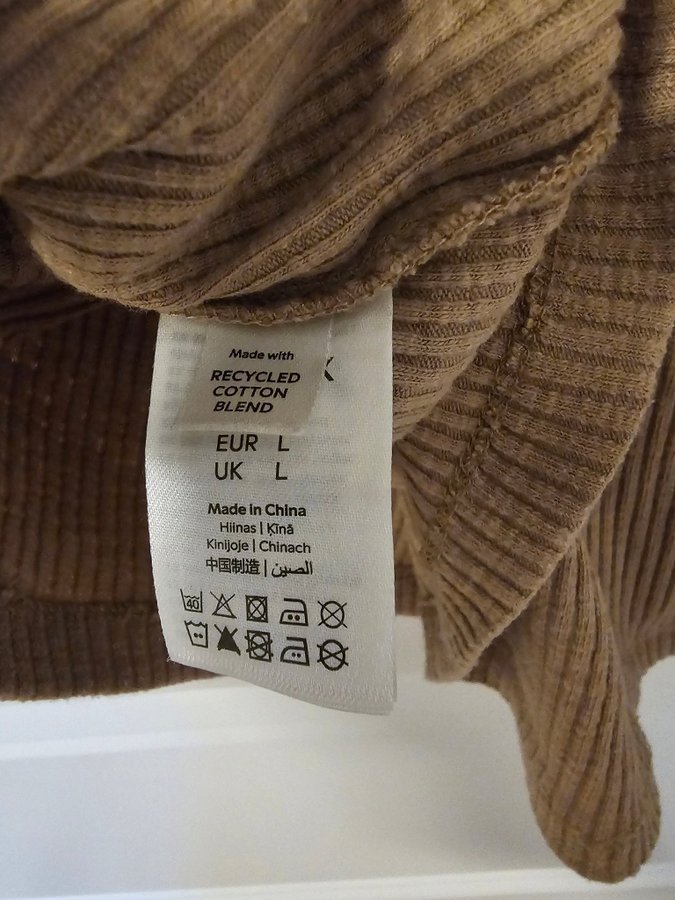 Made with
RECYCLED
COTTON
BLEND
EUR L
UK L
Made in China
Hiinas | Ķīnā
Kinijoje | Chinach
中国制造 | الصين
40